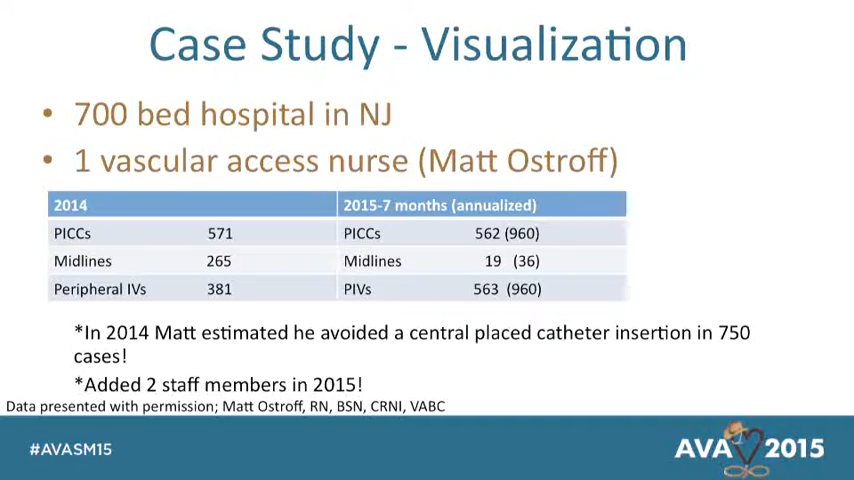 Case Study - Visualization
• 700 bed hospital in NJ
• 1 vascular access nurse (Matt Ostroff)
2014 2015-7 months (annualized)
PICCs 571 PICCs 562 (960)
Midlines 265 Midlines 19 (36)
Peripheral IVs 381 PIVs 563 (960)
*In 2014 Matt estimated he avoided a central placed catheter insertion in 750
cases!
*Added 2 staff members in 2015!
Data presented with permission; Matt Ostroff, RN, BSN, CRNI, VABC
#AVASM15
AVA 2015